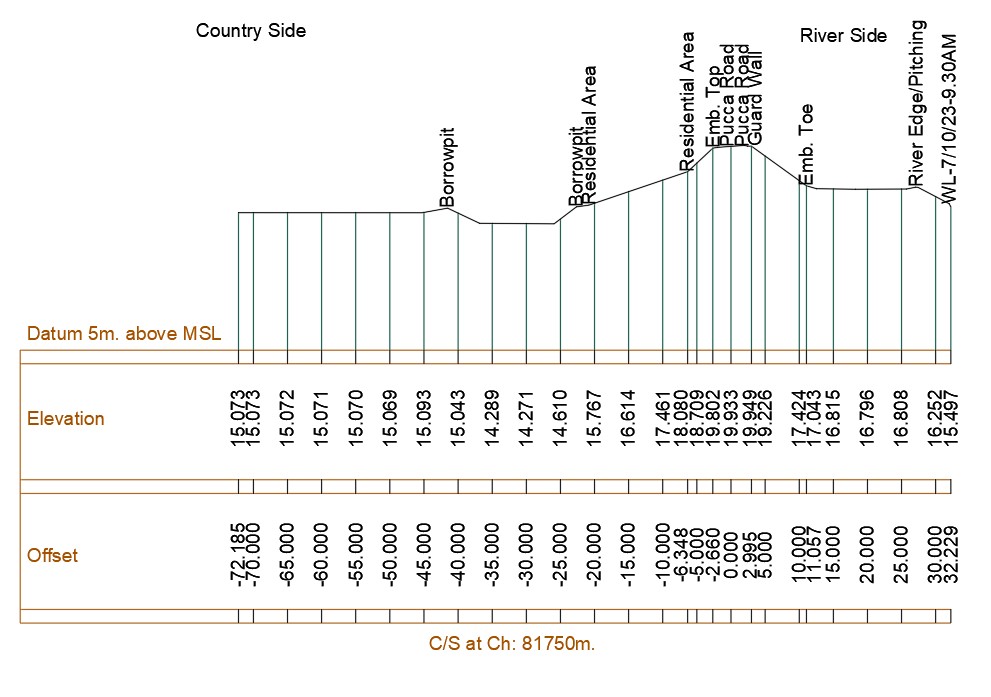 Country Side
River Side
Borrowpit
Borrowpit
Residential Area
Residential Area
Emb. Top
Pucca Road
Pucca Road
Guard Wall
Emb. Toe
River Edge/Pitching
WL-7/10/23-9.30AM
Datum 5m. above MSL
Elevation
15.073 15.073 15.072 15.071 15.070 15.069 15.093 15.043 14.289 14.271 14.610 15.767 16.614 17.461 18.080 18.709 19.802 19.933 19.949 19.226 17.424 17.043 16.815 16.796 16.808 16.252 15.497
Offset
-72.185 -70.000 -65.000 -60.000 -55.000 -50.000 -45.000 -40.000 -35.000 -30.000 -25.000 -20.000 -15.000 -10.000 -6.348 -5.000 -2.660 0.000 2.995 5.000 10.000 11.057 15.000 20.000 25.000 30.000 32.229
C/S at Ch: 81750m.